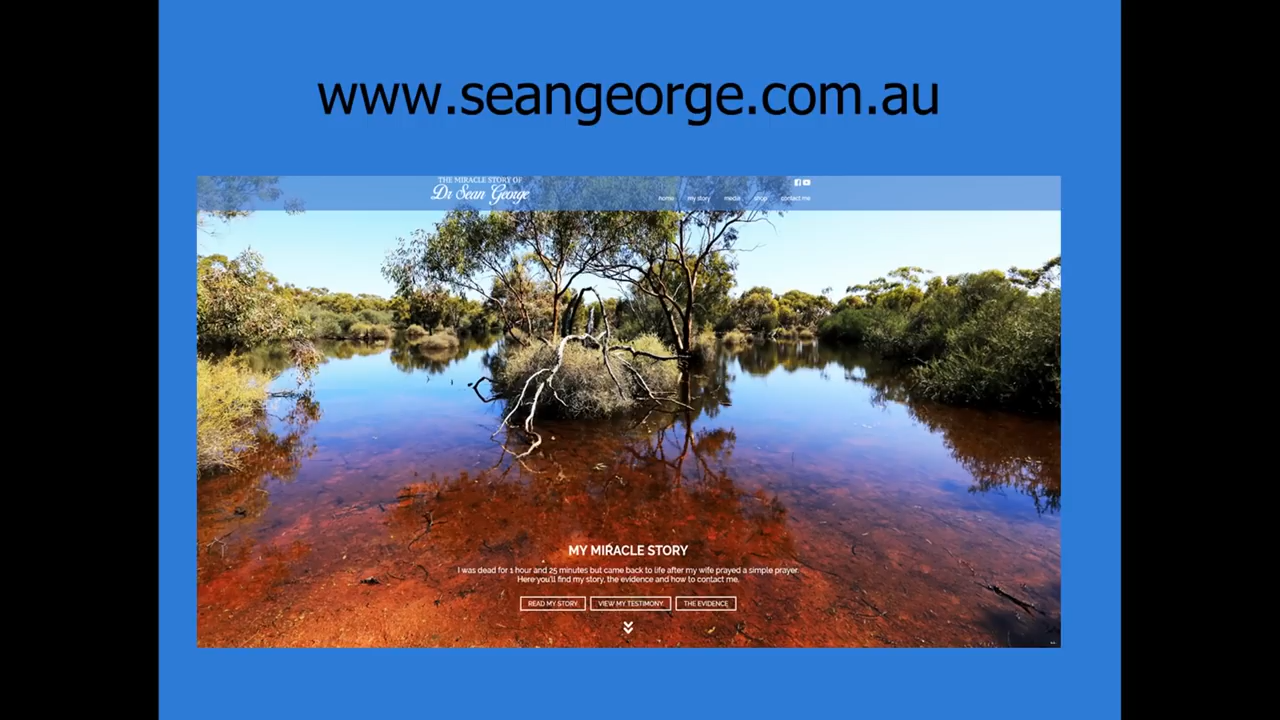 www.seangeorge.com.au
THE MIRACLE STORY OF
Dr Sean George
home my story media shop contact me
MY MIRACLE STORY
I was dead for 1 hour and 25 minutes but came back to life after my wife prayed a simple prayer.
Here you'll find my story, the evidence and how to contact me.
READ MY STORY VIEW MY TESTIMONY THE EVIDENCE